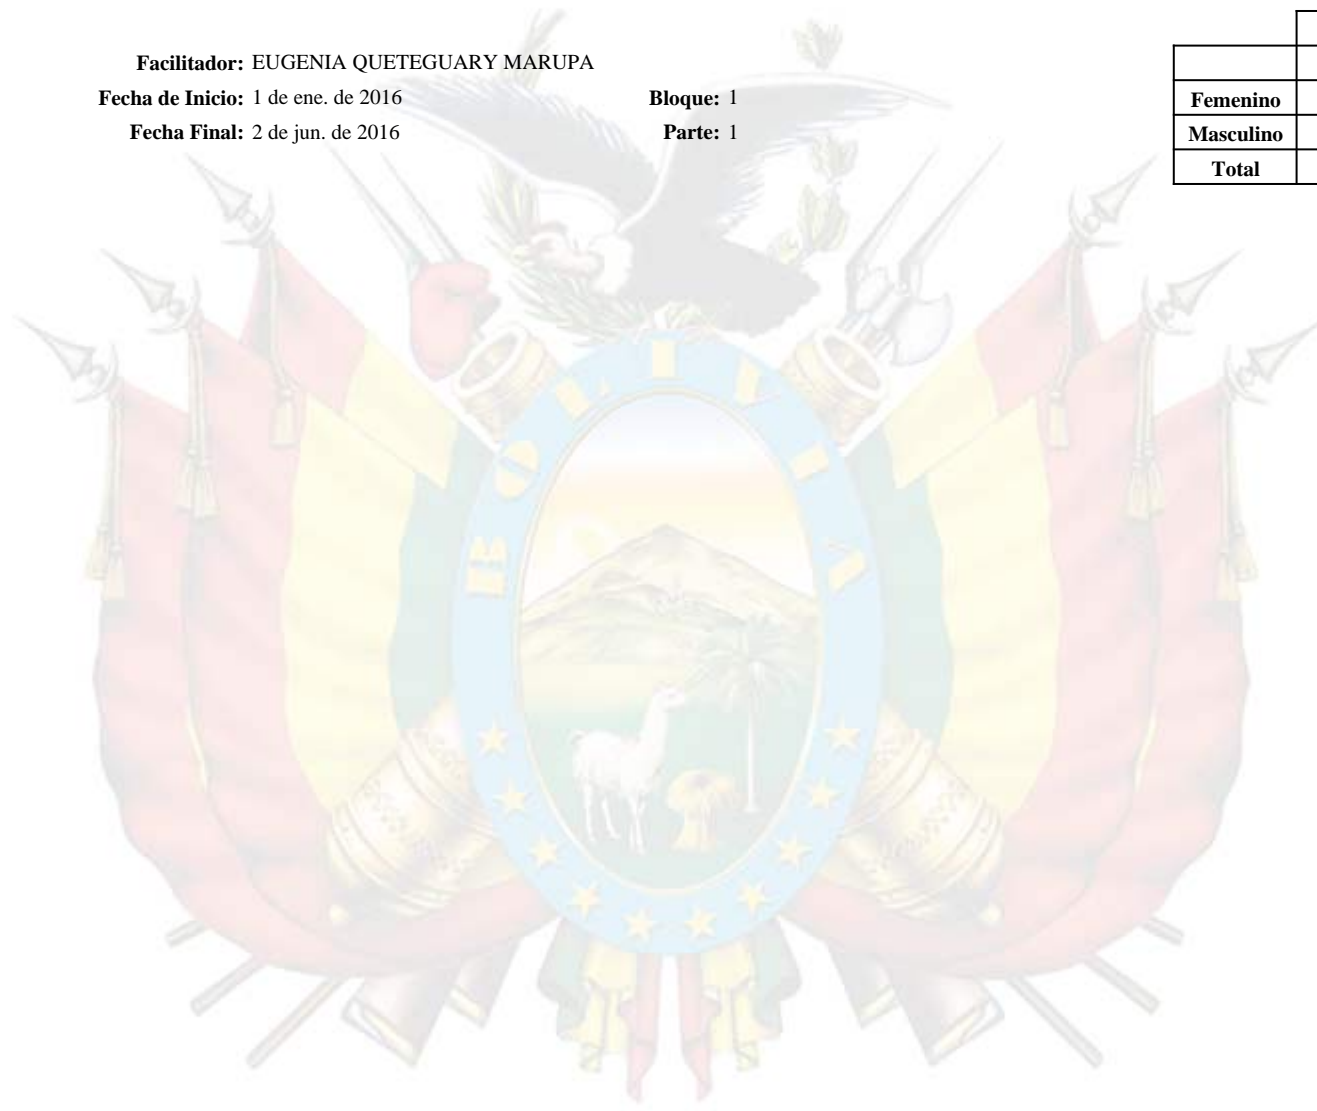 Facilitador: EUGENIA QUETEGUARY MARUPA
Fecha de Inicio: 1 de ene. de 2016 Bloque: 1
Fecha Final: 2 de jun. de 2016 Parte: 1
Femenino
Masculino
Total
BOLIVIA